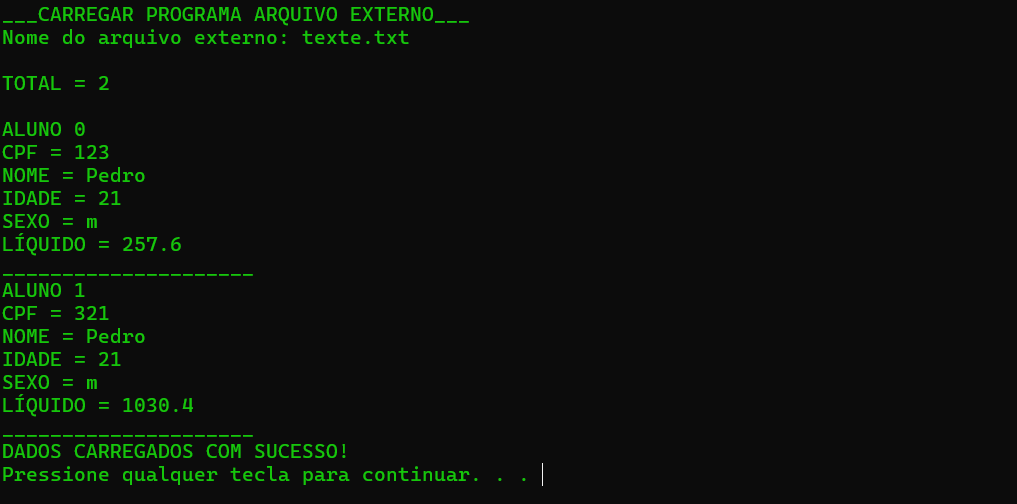 ___CARREGAR PROGRAMA ARQUIVO EXTERNO___
Nome do arquivo externo: texte.txt
TOTAL = 2
ALUNO 0
CPF = 123
NOME = Pedro
IDADE = 21
SEXO = m
LÍQUIDO = 257.6
_____________________
ALUNO 1
CPF = 321
NOME = Pedro
IDADE = 21
SEXO = m
LÍQUIDO = 1030.4
_____________________
DADOS CARREGADOS COM SUCESSO!
Pressione qualquer tecla para continuar. . .